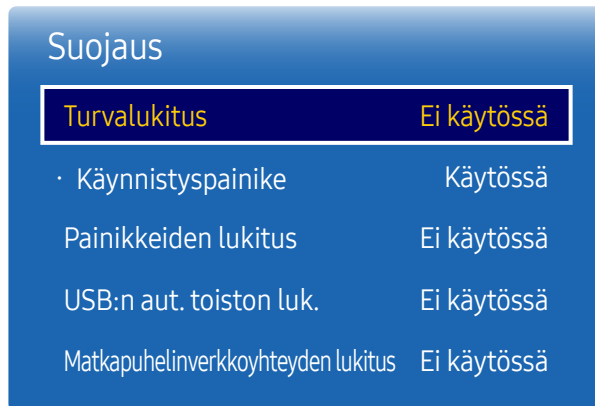 Suojaus
Turvalukitus Ei käytössä
· Käynnistyspainike Käytössä
Painikkeiden lukitus Ei käytössä
USB:n aut. toiston luk. Ei käytössä
Matkapuhelinverkkoyhteyden lukitus Ei käytössä